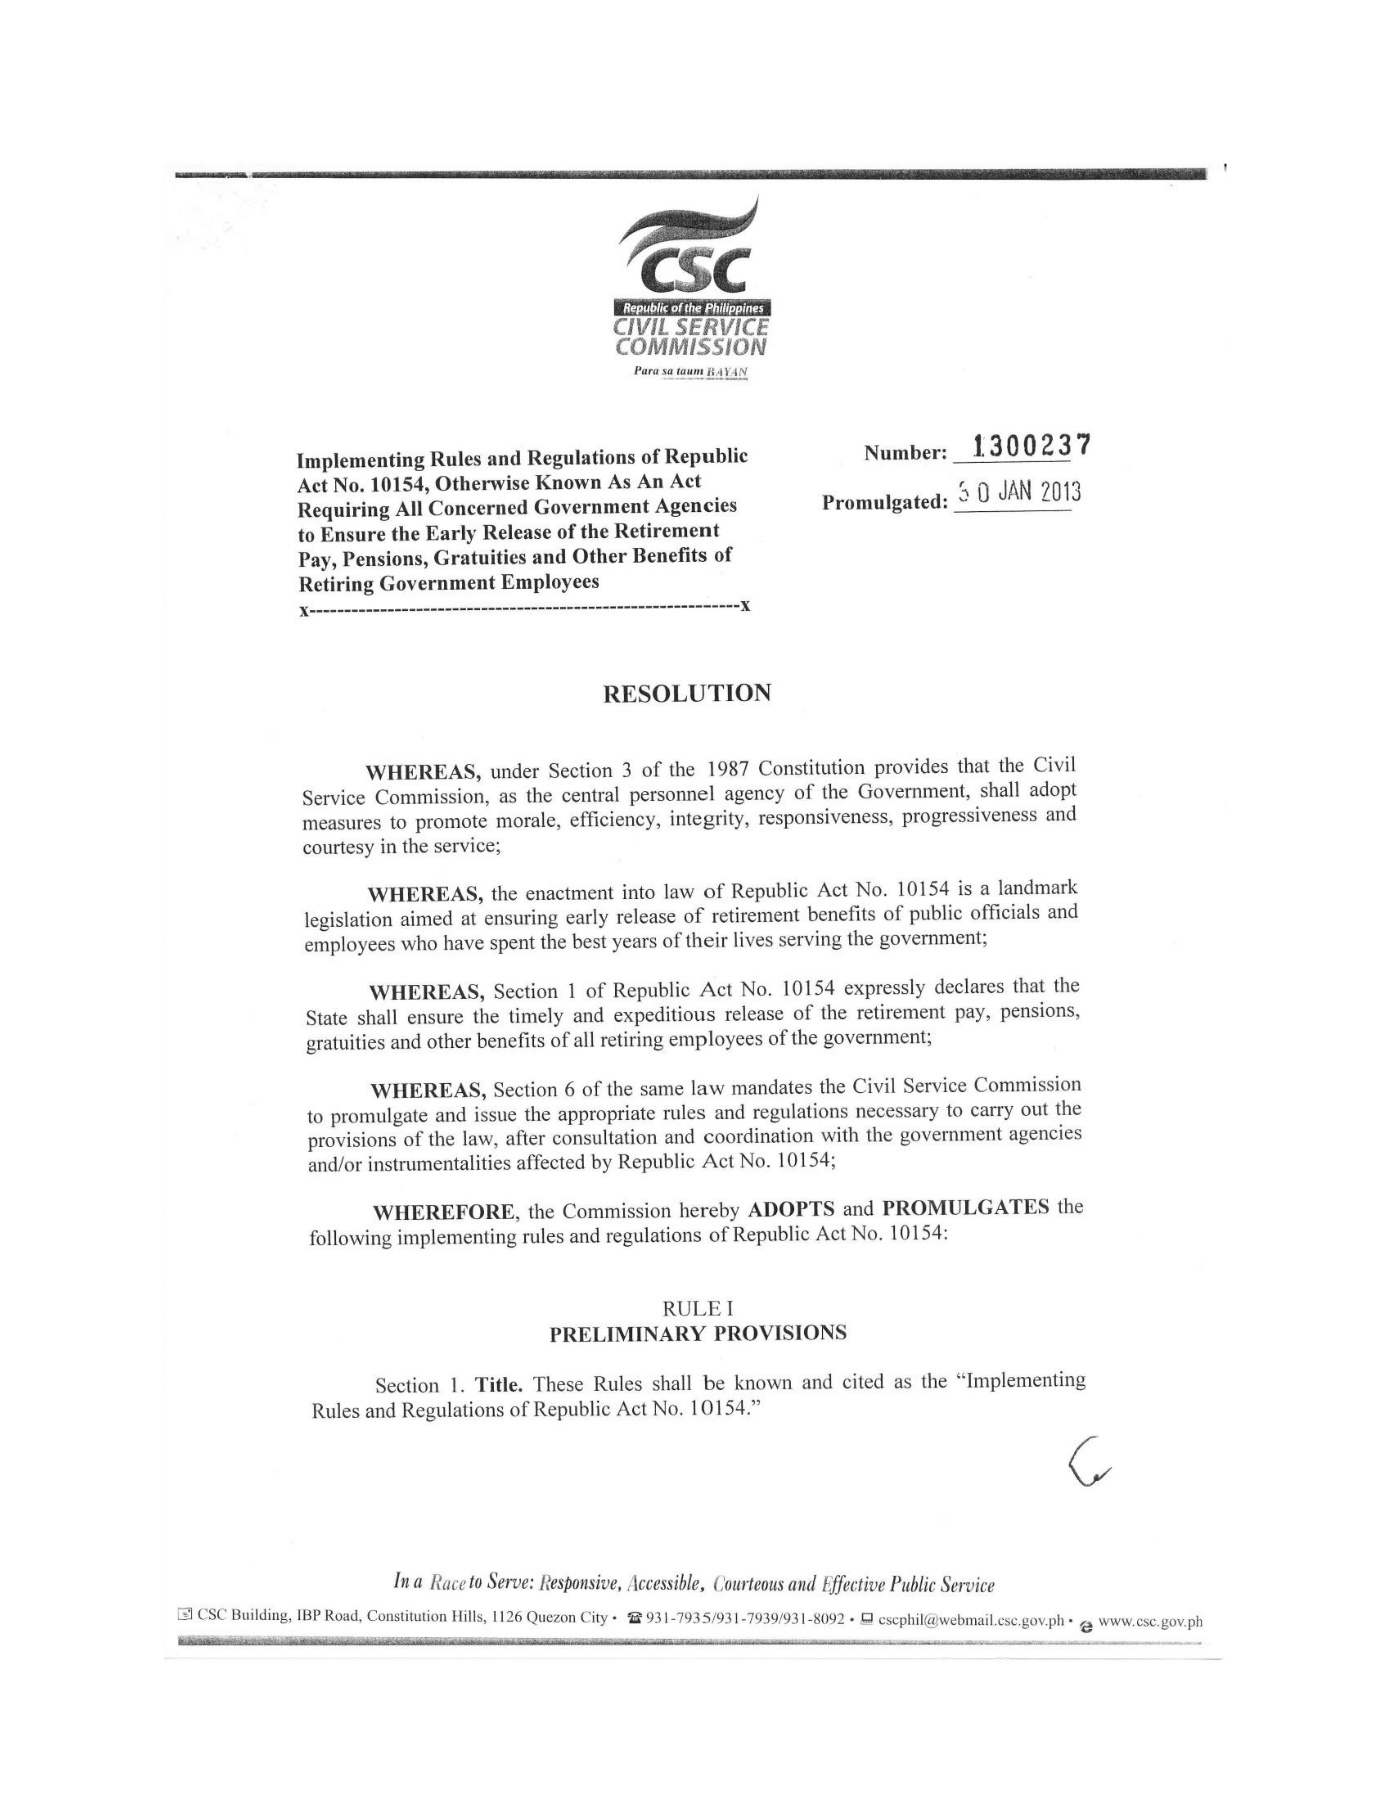 CSC
Republic of the Philippines
CIVIL SERVICE
COMMISSION
Para sa taum BAYAN
Implementing Rules and Regulations of Republic
Act No. 10154, Otherwise Known As An Act
Requiring All Concerned Government Agencies
to Ensure the Early Release of the Retirement
Pay, Pensions, Gratuities and Other Benefits of
Retiring Government Employees
x--------------------------------------------------------------x
Number: 1300237
Promulgated: 30 JAN 2013
RESOLUTION
WHEREAS, under Section 3 of the 1987 Constitution provides that the Civil
Service Commission, as the central personnel agency of the Government, shall adopt
measures to promote morale, efficiency, integrity, responsiveness, progressiveness and
courtesy in the service;
WHEREAS, the enactment into law of Republic Act No. 10154 is a landmark
legislation aimed at ensuring early release of retirement benefits of public officials and
employees who have spent the best years of their lives serving the government;
WHEREAS, Section 1 of Republic Act No. 10154 expressly declares that the
State shall ensure the timely and expeditious release of the retirement pay, pensions,
gratuities and other benefits of all retiring employees of the government;
WHEREAS, Section 6 of the same law mandates the Civil Service Commission
to promulgate and issue the appropriate rules and regulations necessary to carry out the
provisions of the law, after consultation and coordination with the government agencies
and/or instrumentalities affected by Republic Act No. 10154;
WHEREFORE, the Commission hereby ADOPTS and PROMULGATES the
following implementing rules and regulations of Republic Act No. 10154:
RULE I
PRELIMINARY PROVISIONS
Section 1. Title. These Rules shall be known and cited as the “Implementing
Rules and Regulations of Republic Act No. 10154.”
In a Race to Serve: Responsive, Accessible, Courteous and Effective Public Service
CSC Building, IBP Road, Constitution Hills, 1126 Quezon City • 931-7935/931-7939/931-8092 • cscphil@webmail.csc.gov.ph • www.csc.gov.ph